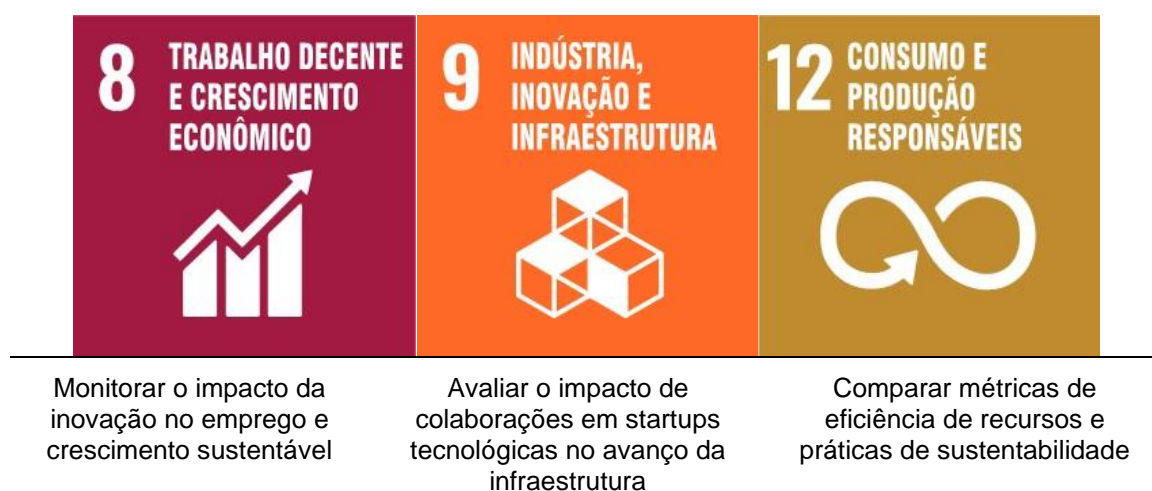 8
TRABALHO DECENTE
E CRESCIMENTO
ECONÔMICO
9
INDÚSTRIA,
INOVAÇÃO E
INFRAESTRUTURA
12
CONSUMO E
PRODUÇÃO
RESPONSÁVEIS
Monitorar o impacto da
inovação no emprego e
crescimento sustentável
Avaliar o impacto de
colaborações em startups
tecnológicas no avanço da
infraestrutura
Comparar métricas de
eficiência de recursos e
práticas de sustentabilidade